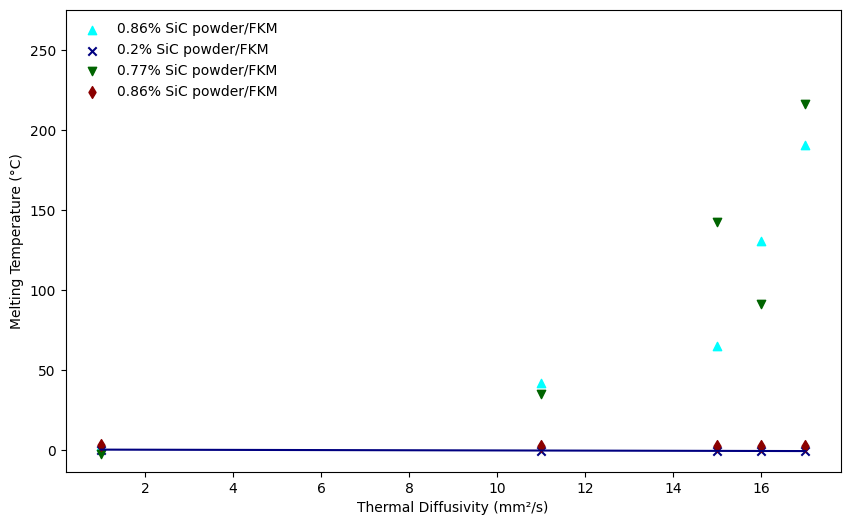 0.86% SiC powder/FKM
0.2% SiC powder/FKM
0.77% SiC powder/FKM
0.86% SiC powder/FKM
250
200
150
100
50
0
Melting Temperature (°C)
2 4 6 8 10 12 14 16
Thermal Diffusivity (mm²/s)